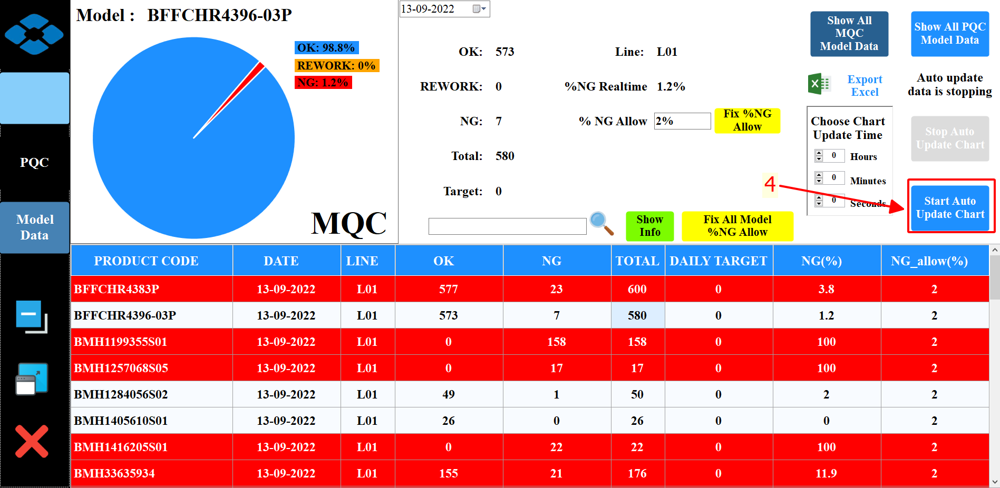 Model :   BFFCHR4396-03P
OK: 98.8%
REWORK: 0%
NG: 1.2%
MQC
PQC
Model
Data
13-09-2022
OK: 573
Line: L01
REWORK: 0
%NG Realtime 1.2%
NG: 7
% NG Allow 2%
Fix %NG
Allow
Total: 580
Target: 0
Show
Info
Fix All Model
%NG Allow
Show All
MQC
Model Data
Show All PQC
Model Data
Export
Excel
Auto update
data is stopping
Choose Chart
Update Time
0 Hours
0 Minutes
0 Seconds
Stop Auto
Update Chart
4
Start Auto
Update Chart
PRODUCT CODE DATE LINE OK NG TOTAL DAILY TARGET NG(%) NG_allow(%)
BFFCHR4383P 13-09-2022 L01 577 23 600 0 3.8 2
BFFCHR4396-03P 13-09-2022 L01 573 7 580 0 1.2 2
BMH1199355S01 13-09-2022 L01 0 158 158 0 100 2
BMH1257068S05 13-09-2022 L01 0 17 17 0 100 2
BMH1284056S02 13-09-2022 L01 49 1 50 0 2 2
BMH1405610S01 13-09-2022 L01 26 0 26 0 0 2
BMH1416205S01 13-09-2022 L01 0 22 22 0 100 2
BMH33635934 13-09-2022 L01 155 21 176 0 11.9 2